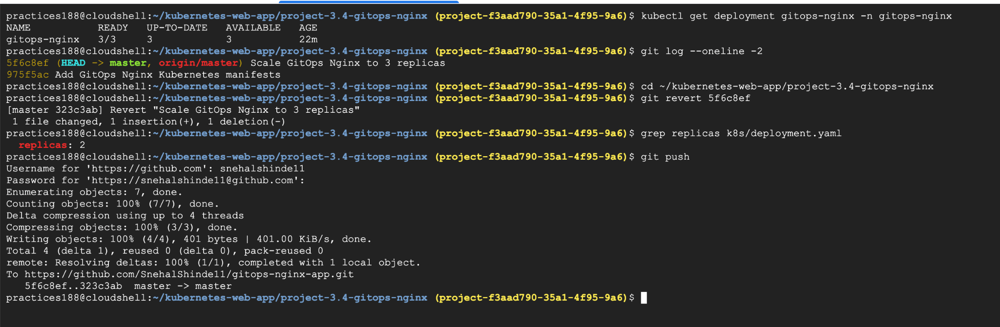 practices188@cloudshell:~/kubernetes-web-app/project-3.4-gitops-nginx (project-f3aad790-35a1-4f95-9a6)$ kubectl get deployment gitops-nginx -n gitops-nginx
NAME           READY   UP-TO-DATE   AVAILABLE   AGE
gitops-nginx   3/3     3            3           22m
practices188@cloudshell:~/kubernetes-web-app/project-3.4-gitops-nginx (project-f3aad790-35a1-4f95-9a6)$ git log --oneline -2
5f6c8ef (HEAD -> master, origin/master) Scale GitOps Nginx to 3 replicas
975f5ac Add GitOps Nginx Kubernetes manifests
practices188@cloudshell:~/kubernetes-web-app/project-3.4-gitops-nginx (project-f3aad790-35a1-4f95-9a6)$ cd ~/kubernetes-web-app/project-3.4-gitops-nginx
practices188@cloudshell:~/kubernetes-web-app/project-3.4-gitops-nginx (project-f3aad790-35a1-4f95-9a6)$ git revert 5f6c8ef
[master 323c3ab] Revert "Scale GitOps Nginx to 3 replicas"
 1 file changed, 1 insertion(+), 1 deletion(-)
practices188@cloudshell:~/kubernetes-web-app/project-3.4-gitops-nginx (project-f3aad790-35a1-4f95-9a6)$ grep replicas k8s/deployment.yaml
  replicas: 2
practices188@cloudshell:~/kubernetes-web-app/project-3.4-gitops-nginx (project-f3aad790-35a1-4f95-9a6)$ git push
Username for 'https://github.com': snehalshinde11
Password for 'https://snehalshinde11@github.com':
Enumerating objects: 7, done.
Counting objects: 100% (7/7), done.
Delta compression using up to 4 threads
Compressing objects: 100% (3/3), done.
Writing objects: 100% (4/4), 401 bytes | 401.00 KiB/s, done.
Total 4 (delta 1), reused 0 (delta 0), pack-reused 0
remote: Resolving deltas: 100% (1/1), completed with 1 local object.
To https://github.com/SnehalShinde11/gitops-nginx-app.git
   5f6c8ef..323c3ab  master -> master
practices188@cloudshell:~/kubernetes-web-app/project-3.4-gitops-nginx (project-f3aad790-35a1-4f95-9a6)$